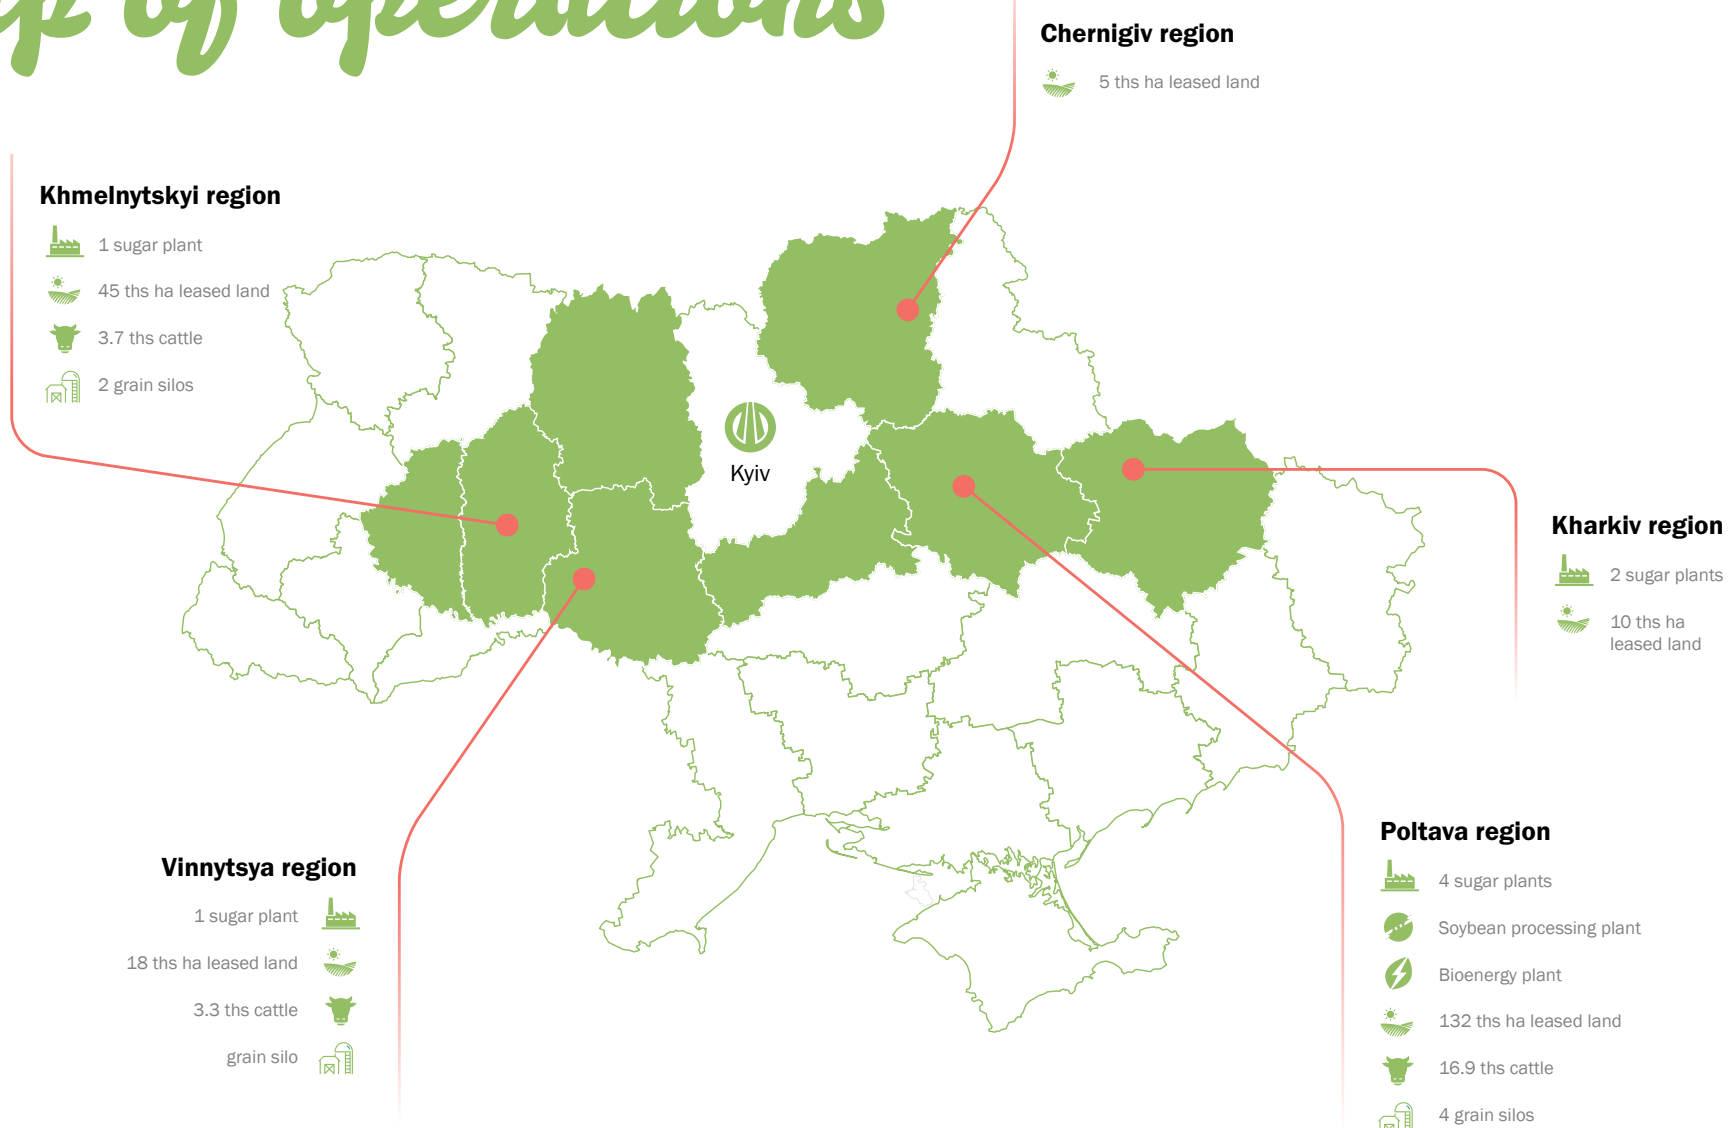 of operations
Chernigiv region
5 ths ha leased land
Khmelnytskyi region
1 sugar plant
45 ths ha leased land
3.7 ths cattle
2 grain silos
Kyiv
Kharkiv region
2 sugar plants
10 ths ha
leased land
Vinnytsya region
1 sugar plant
18 ths ha leased land
3.3 ths cattle
grain silo
Poltava region
4 sugar plants
Soybean processing plant
Bioenergy plant
132 ths ha leased land
16.9 ths cattle
4 grain silos